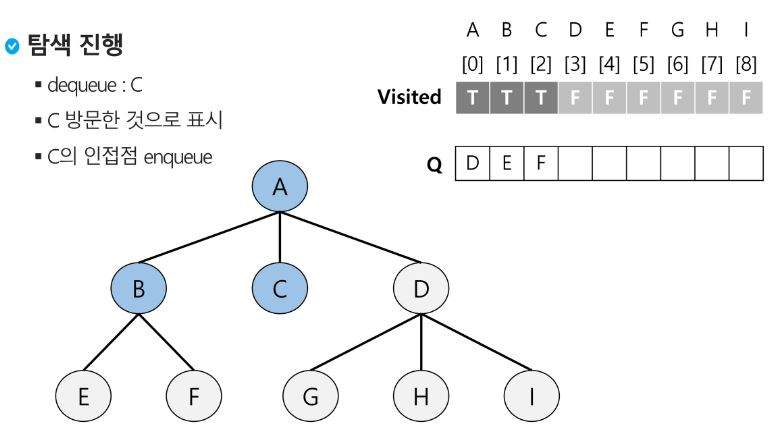 탐색 진행
▪ dequeue : C
▪ C 방문한 것으로 표시
▪ C의 인접점 enqueue
A B C D E F G H I
[0] [1] [2] [3] [4] [5] [6] [7] [8]
Visited T T T F F F F F F
Q D E F
A
B C D
E F G H I